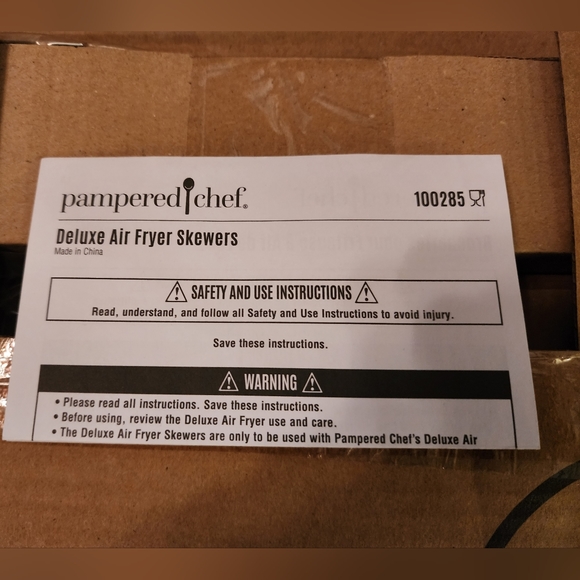 pampered chef®
100285
Deluxe Air Fryer Skewers
Made in China
SAFETY AND USE INSTRUCTIONS
Read, understand, and follow all Safety and Use Instructions to avoid injury.
Save these instructions.
WARNING
• Please read all instructions. Save these instructions.
• Before using, review the Deluxe Air Fryer use and care.
• The Deluxe Air Fryer Skewers are only to be used with Pampered Chef's Deluxe Air